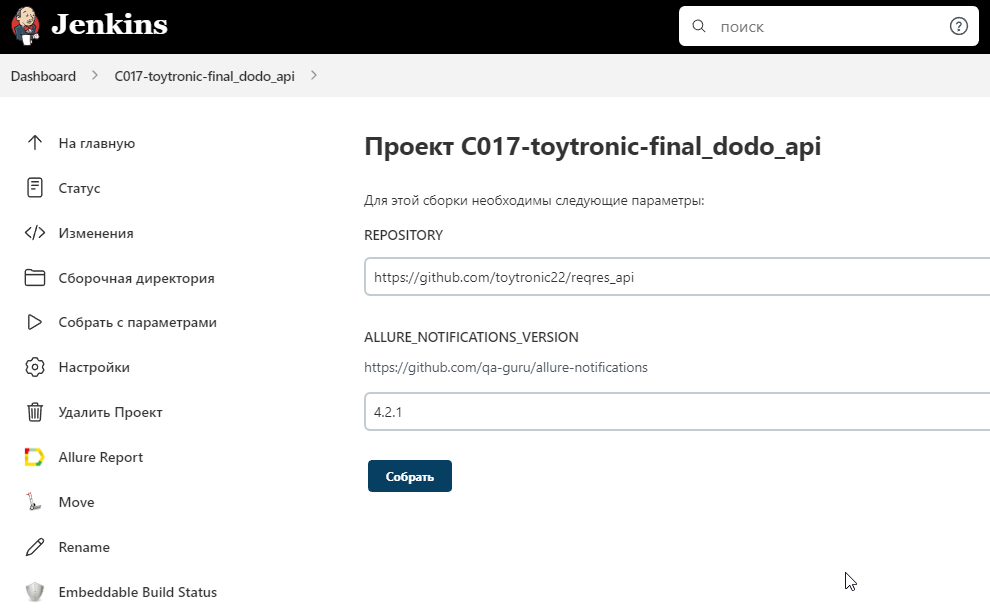 Jenkins
поиск
Dashboard
C017-toytronic-final_dodo_api
На главную
Статус
Изменения
Сборочная директория
Собрать с параметрами
Настройки
Удалить Проект
Allure Report
Move
Rename
Embeddable Build Status
Проект C017-toytronic-final_dodo_api
Для этой сборки необходимы следующие параметры:
REPOSITORY
https://github.com/toytronic22/reqres_api
ALLURE_NOTIFICATIONS_VERSION
https://github.com/qa-guru/allure-notifications
4.2.1
Собрать